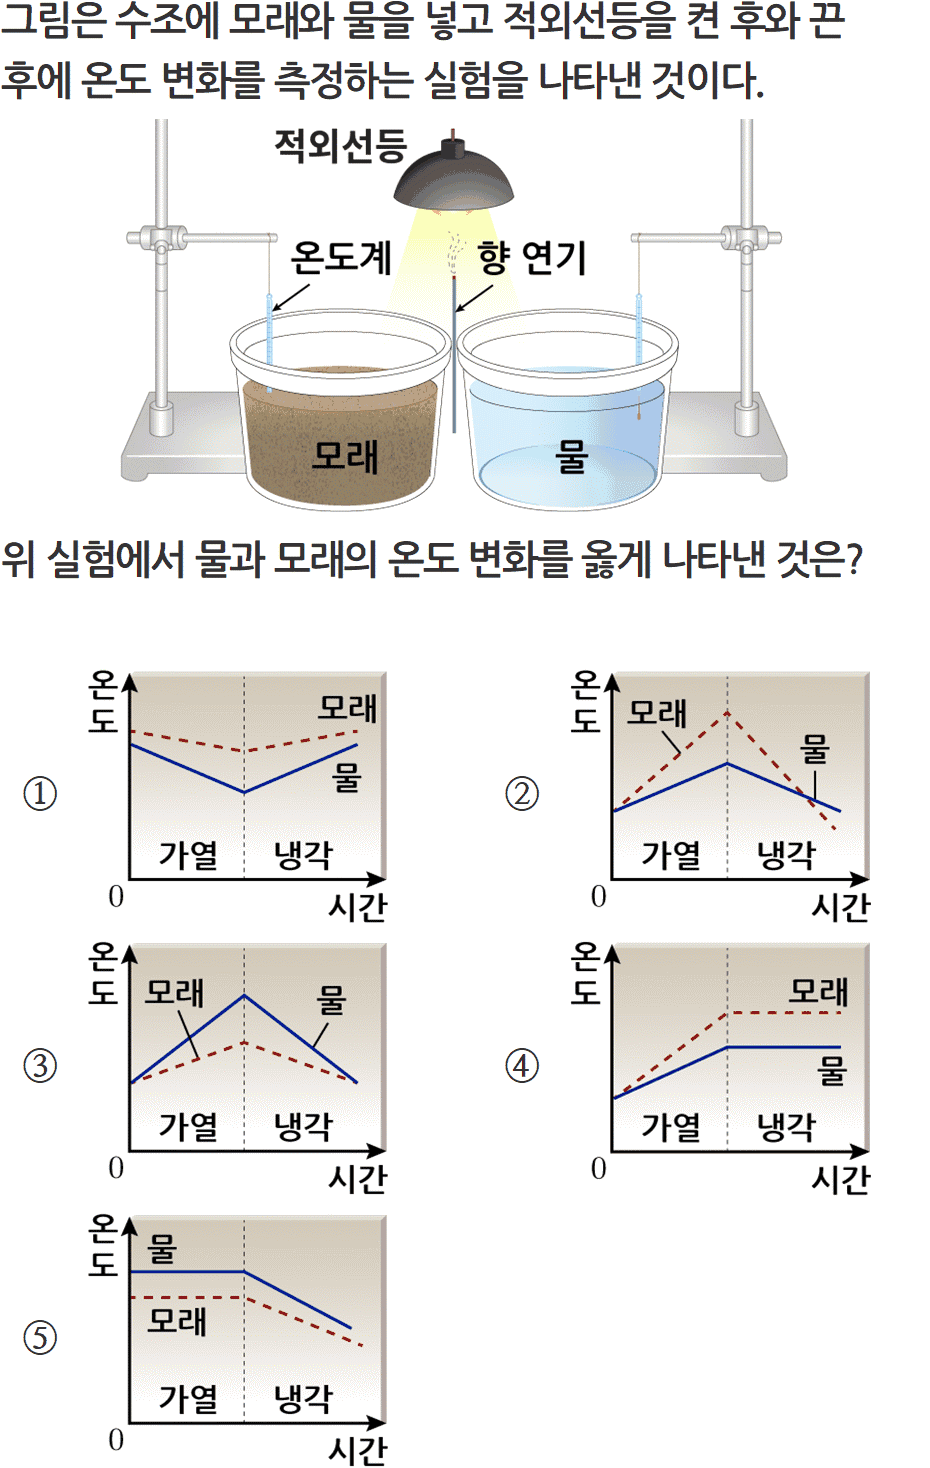 그림은 수조에 모래와 물을 넣고 적외선등을 켠 후와 끈
후에 온도 변화를 측정하는 실험을 나타낸 것이다.
적외선등
온도계
향 연기
모래
물
위 실험에서 물과 모래의 온도 변화를 옳게 나타낸 것은?
①
온도
모래
물
가열
냉각
0
시간
②
온도
모래
물
가열
냉각
0
시간
③
온도
모래
물
가열
냉각
0
시간
④
온도
모래
물
가열
냉각
0
시간
⑤
온도
물
모래
가열
냉각
0
시간